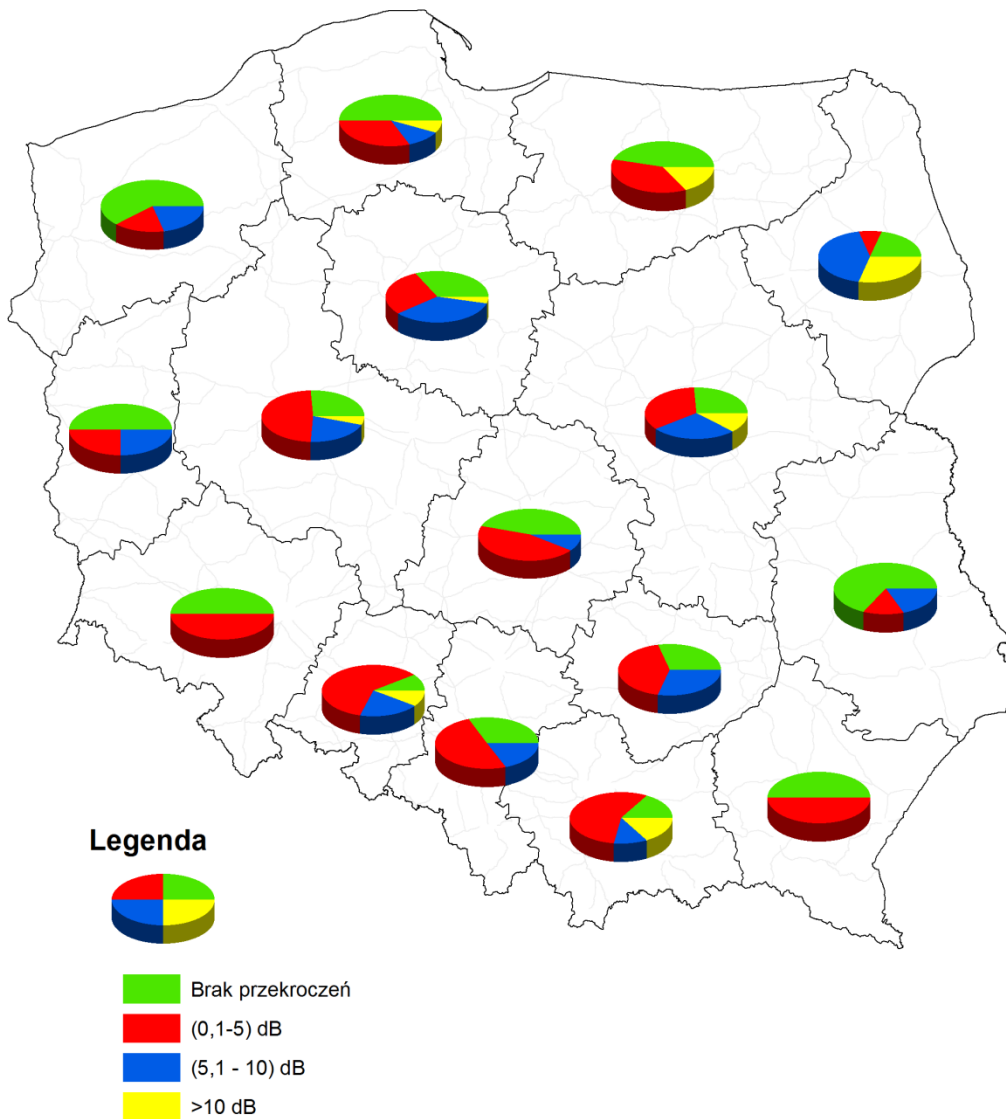 Legenda
Brak przekroczeń
(0,1-5) dB
(5,1 - 10) dB
>10 dB